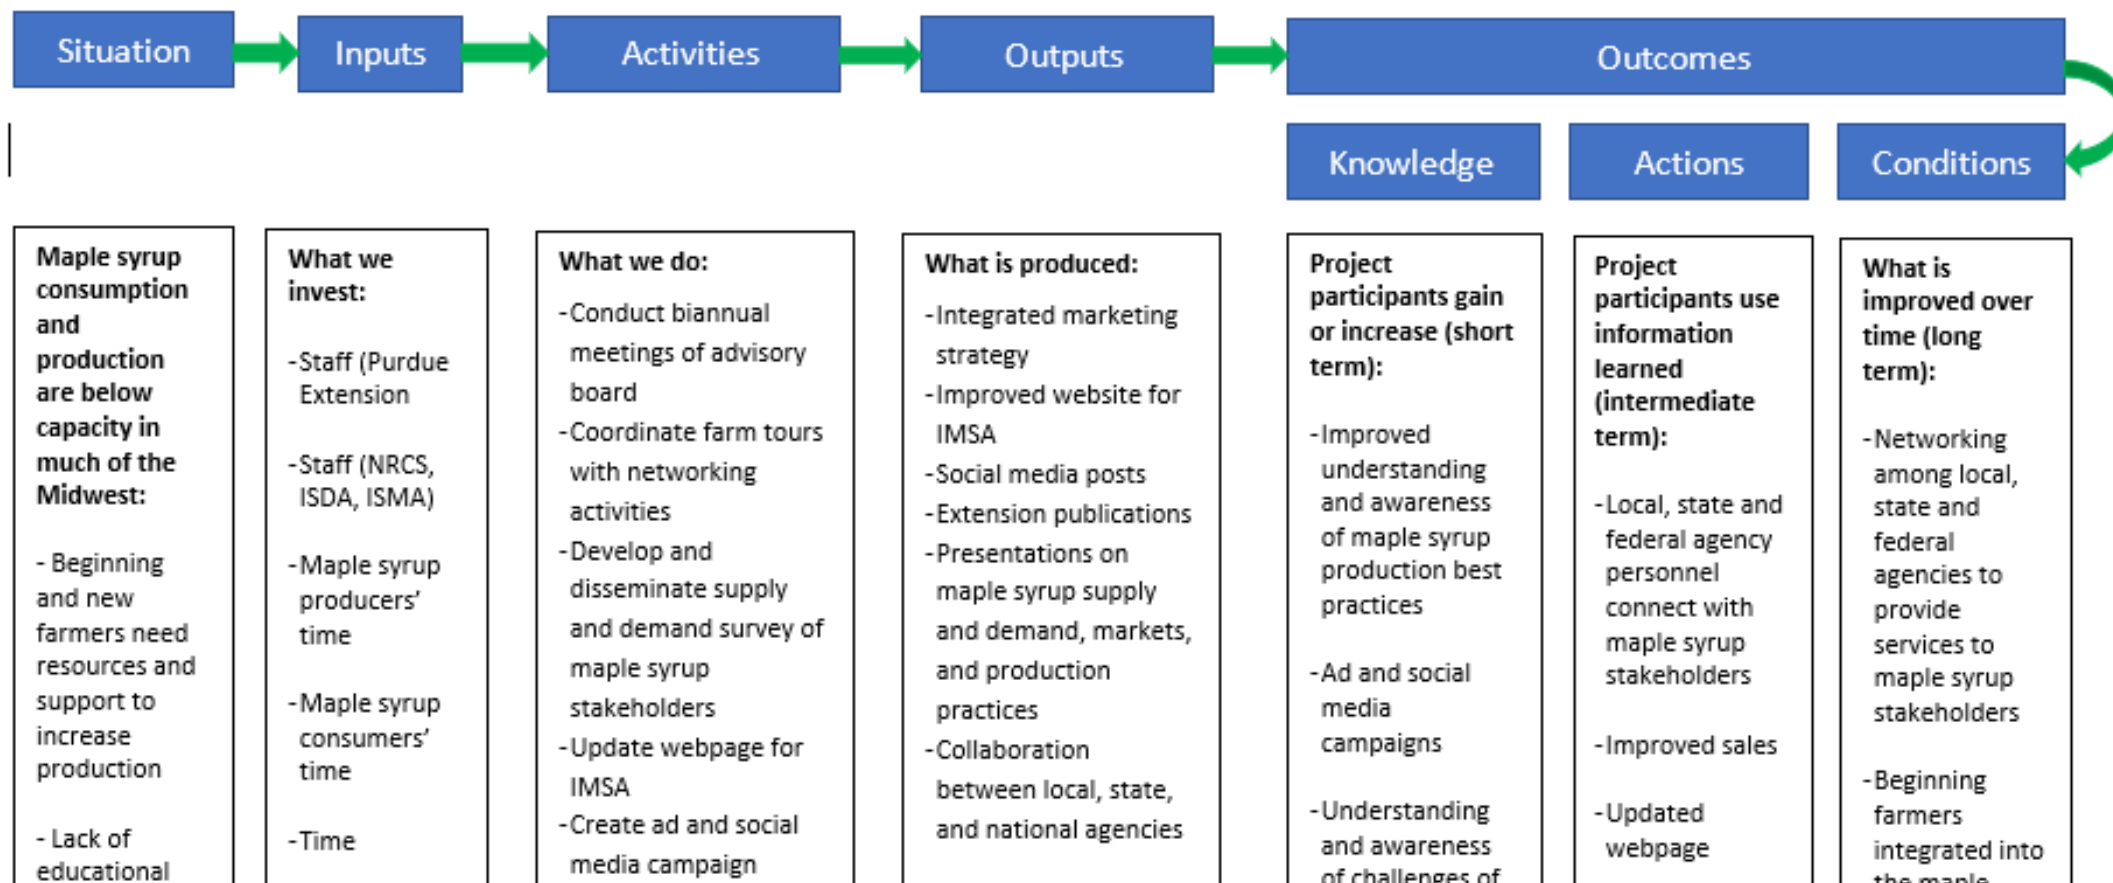 Situation
Inputs
Activities
Outputs
Outcomes
Knowledge
Actions
Conditions
Maple syrup
consumption
and
production
are below
capacity in
much of the
Midwest:
- Beginning
and new
farmers need
resources and
support to
increase
production
- Lack of
educational
What we
invest:
-Staff (Purdue
Extension
-Staff (NRCS,
ISDA, ISMA)
-Maple syrup
producers’
time
-Maple syrup
consumers’
time
-Time
What we do:
-Conduct biannual
meetings of advisory
board
-Coordinate farm tours
with networking
activities
-Develop and
disseminate supply
and demand survey of
maple syrup
stakeholders
-Update webpage for
IMSA
-Create ad and social
media campaign
What is produced:
-Integrated marketing
strategy
-Improved website for
IMSA
-Social media posts
-Extension publications
-Presentations on
maple syrup supply
and demand, markets,
and production
practices
-Collaboration
between local, state,
and national agencies
Project
participants gain
or increase (short
term):
-Improved
understanding
and awareness
of maple syrup
production best
practices
-Ad and social
media
campaigns
-Understanding
and awareness
of challenges of
Project
participants use
information
learned
(intermediate
term):
-Local, state and
federal agency
personnel
connect with
maple syrup
stakeholders
-Improved sales
-Updated
webpage
What is
improved over
time (long
term):
-Networking
among local,
state and
federal
agencies to
provide
services to
maple syrup
stakeholders
-Beginning
farmers
integrated into
the maple